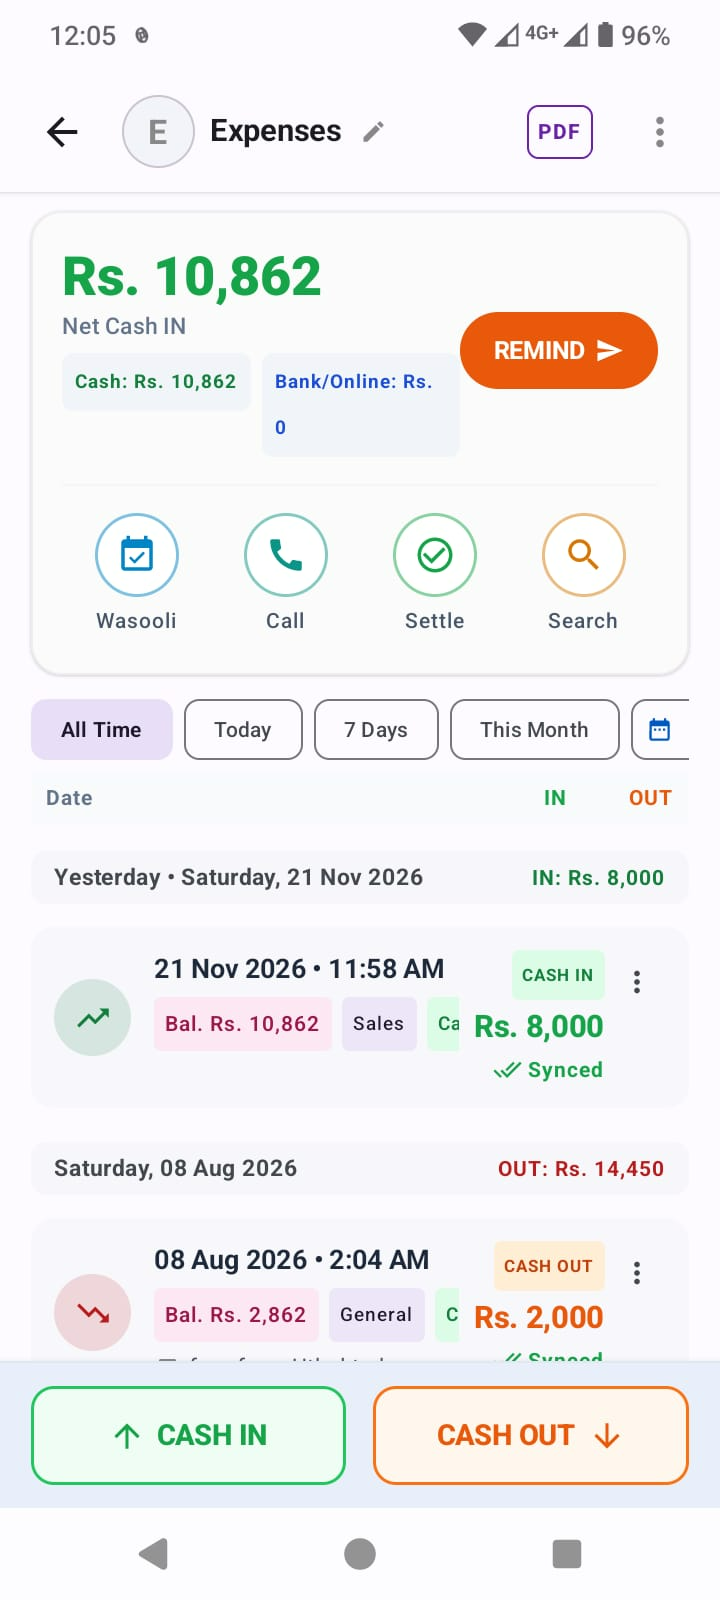 12:05 4G+ 96%
E Expenses PDF
Rs. 10,862
Net Cash IN
REMIND
Cash: Rs. 10,862 Bank/Online: Rs.
0
Wasooli Call Settle Search
All Time Today 7 Days This Month
Date IN OUT
Yesterday • Saturday, 21 Nov 2026 IN: Rs. 8,000
21 Nov 2026 • 11:58 AM CASH IN
Bal. Rs. 10,862 Sales Ca Rs. 8,000
Synced
Saturday, 08 Aug 2026 OUT: Rs. 14,450
08 Aug 2026 • 2:04 AM CASH OUT
Bal. Rs. 2,862 General C Rs. 2,000
Synced
CASH IN CASH OUT